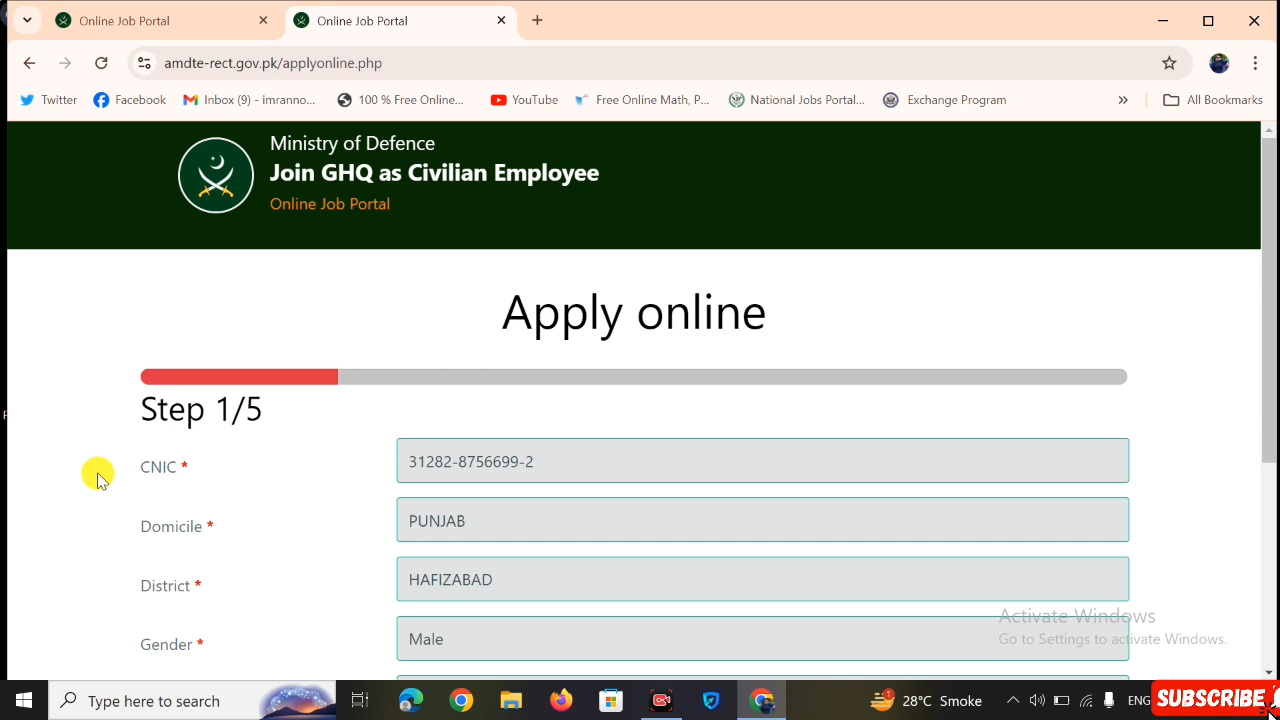 Online Job Portal
Online Job Portal
amdte-rect.gov.pk/applyonline.php
Twitter
Facebook
Inbox (9) - imranno...
100 % Free Online...
YouTube
Free Online Math, P...
National Jobs Portal...
Exchange Program
»
All Bookmarks
Ministry of Defence
Join GHQ as Civilian Employee
Online Job Portal
Apply online
Step 1/5
CNIC *
31282-8756699-2
Domicile *
PUNJAB
District *
HAFIZABAD
Gender *
Male
Activate Windows
Go to Settings to activate Windows.
Type here to search
1
28°C Smoke
ENG
SUBSCRIBE